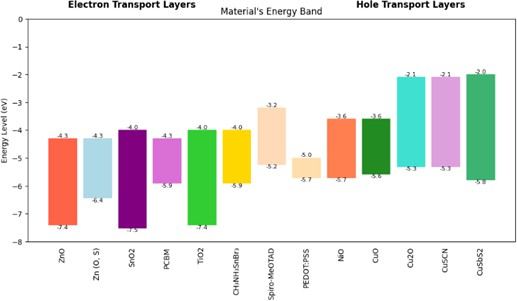 Electron Transport Layers
Hole Transport Layers
Material's Energy Band
Energy Level (eV)
0
−1
−2
−3
−4
−5
−6
−7
−8
-4.3
-7.4
-4.3
-6.4
-4.0
-7.5
-4.3
-5.9
-4.0
-7.4
-4.0
-5.9
-3.2
-5.2
-5.0
-5.7
-3.6
-5.7
-3.6
-5.6
-2.1
-5.3
-2.1
-5.3
-2.0
-5.8
ZnO
Zn (O, S)
SnO2
PCBM
TiO2
CH3NH3SnBr3
Spiro-MeOTAD
PEDOT:PSS
NiO
CuO
Cu2O
CuSCN
CuSbS2